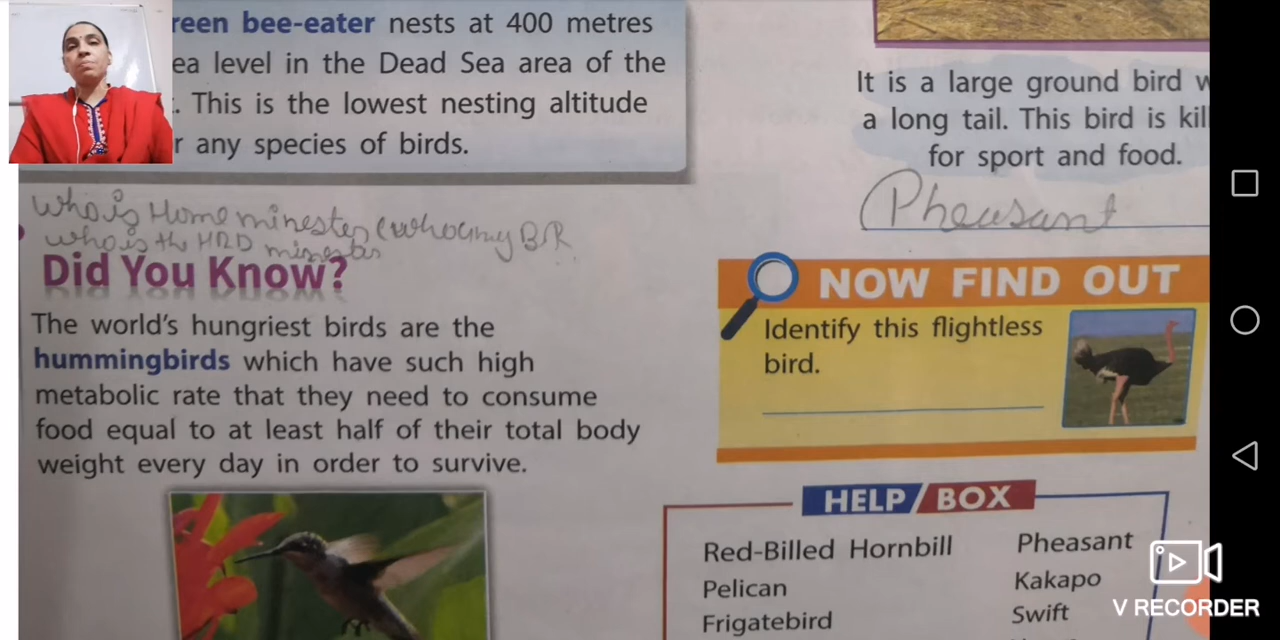 reen bee-eater nests at 400 metres
ea level in the Dead Sea area of the
. This is the lowest nesting altitude
r any species of birds.
who is Home minester (who
who is the HRD minester
Did You Know?
The world's hungriest birds are the
hummingbirds which have such high
metabolic rate that they need to consume
food equal to at least half of their total body
weight every day in order to survive.
It is a large ground bird w
a long tail. This bird is kil
for sport and food.
Pheasant
NOW FIND OUT
Identify this flightless
bird.
HELP/BOX
Red-Billed Hornbill
Pheasant
Pelican
Kakapo
Frigatebird
Swift
V RECORDER